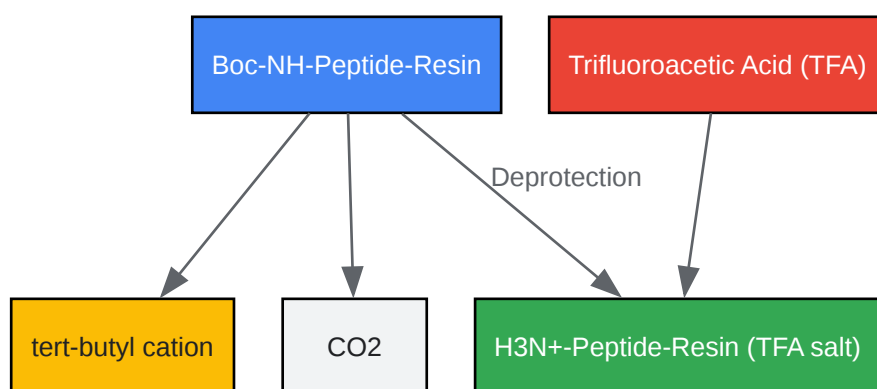 Boc-NH-Peptide-Resin
Trifluoroacetic Acid (TFA)
Deprotection
tert-butyl cation
CO2
H3N+-Peptide-Resin (TFA salt)